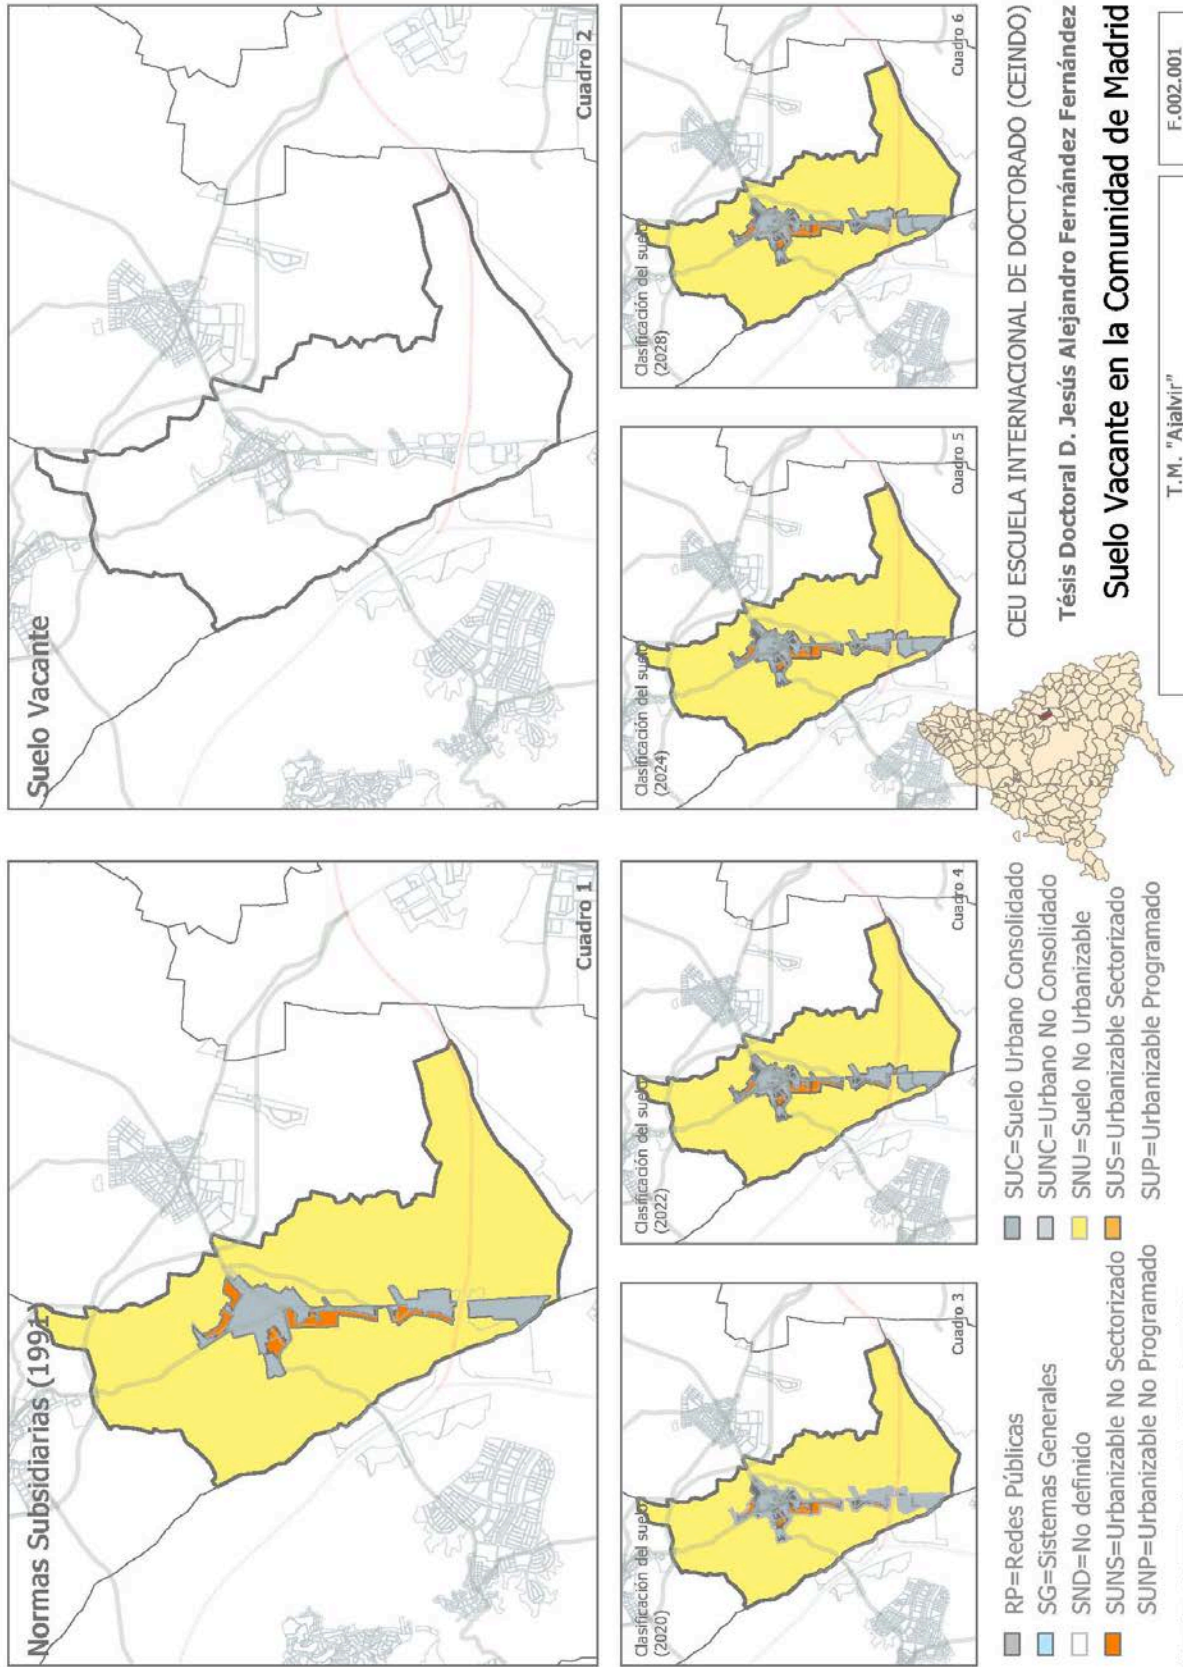 Normas Subsidiarias (1991)
Cuadro 1
Suelo Vacante
Cuadro 2
Clasificación del suelo
(2020)
Cuadro 3
Clasificación del suelo
(2022)
Cuadro 4
Clasificación del suelo
(2024)
Cuadro 5
Clasificación del suelo
(2028)
Cuadro 6
RP=Redes Públicas
SG=Sistemas Generales
SND=No definido
SUNS=Urbanizable No Sectorizado
SUNP=Urbanizable No Programado
SUC=Suelo Urbano Consolidado
SUNC=Urbano No Consolidado
SNU=Suelo No Urbanizable
SUS=Urbanizable Sectorizado
SUP=Urbanizable Programado
CEU ESCUELA INTERNACIONAL DE DOCTORADO (CEINDO)
Tésis Doctoral D. Jesús Alejandro Fernández Fernández
Suelo Vacante en la Comunidad de Madrid
T.M. "Ajalvir"
F.002.001